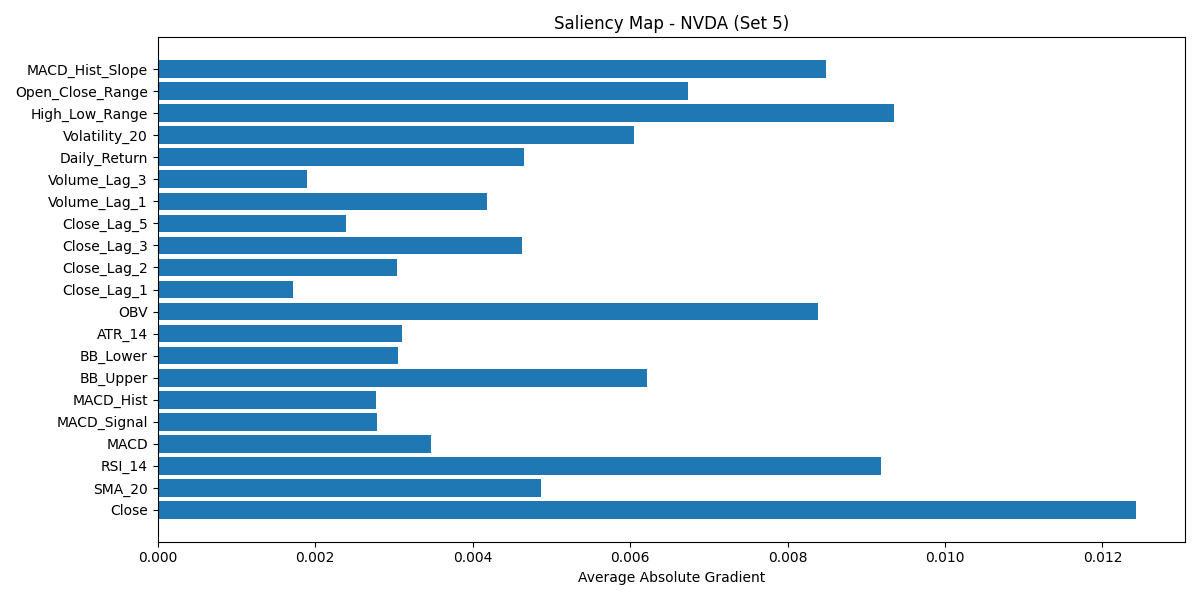 Saliency Map - NVDA (Set 5)
MACD_Hist_Slope
Open_Close_Range
High_Low_Range
Volatility_20
Daily_Return
Volume_Lag_3
Volume_Lag_1
Close_Lag_5
Close_Lag_3
Close_Lag_2
Close_Lag_1
OBV
ATR_14
BB_Lower
BB_Upper
MACD_Hist
MACD_Signal
MACD
RSI_14
SMA_20
Close
0.000 0.002 0.004 0.006 0.008 0.010 0.012
Average Absolute Gradient